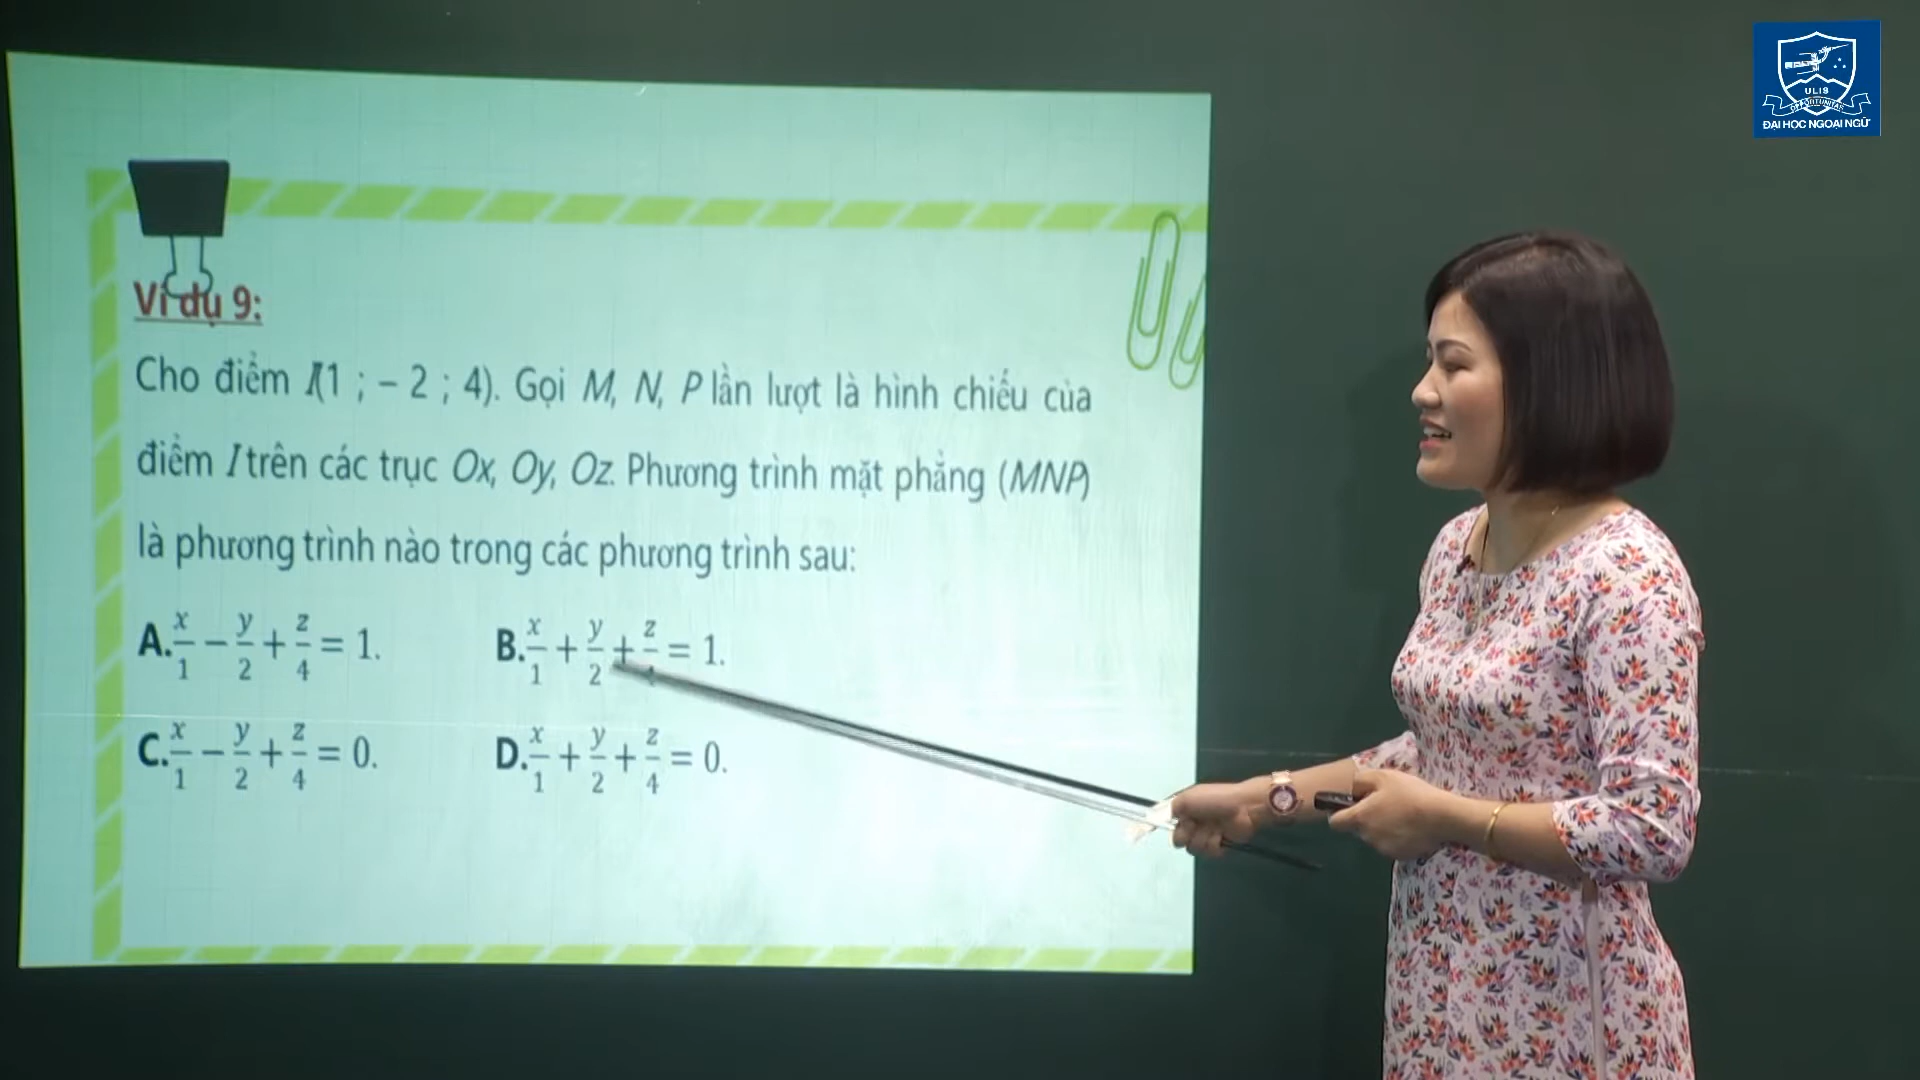 ULIS
OPPORTUNITAS
ĐẠI HỌC NGOẠI NGỮ
Ví dụ 9:
Cho điểm I(1 ; – 2 ; 4). Gọi M, N, P lần lượt là hình chiếu của
điểm I trên các trục Ox, Oy, Oz. Phương trình mặt phẳng (MNP)
là phương trình nào trong các phương trình sau:
A. x/1 − y/2 + z/4 = 1. B. x/1 + y/2 + z/4 = 1.
C. x/1 − y/2 + z/4 = 0. D. x/1 + y/2 + z/4 = 0.